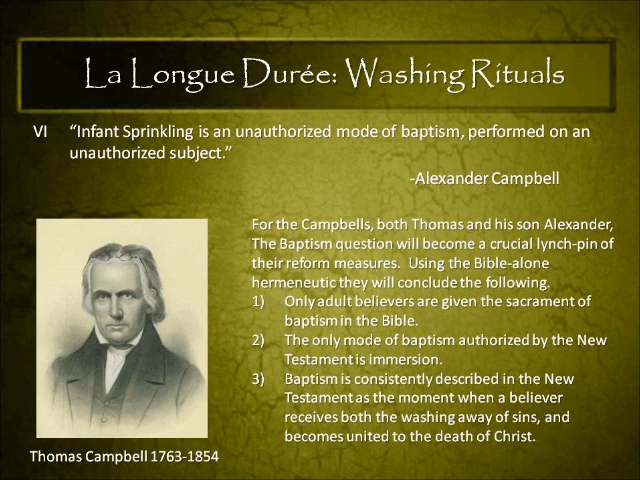 La Longue Durée: Washing Rituals
VI “Infant Sprinkling is an unauthorized mode of baptism, performed on an
unauthorized subject.”
-Alexander Campbell
For the Campbells, both Thomas and his son Alexander,
The Baptism question will become a crucial lynch-pin of
their reform measures. Using the Bible-alone
hermeneutic they will conclude the following.
1) Only adult believers are given the sacrament of
baptism in the Bible.
2) The only mode of baptism authorized by the New
Testament is immersion.
3) Baptism is consistently described in the New
Testament as the moment when a believer
receives both the washing away of sins, and
becomes united to the death of Christ.
Thomas Campbell 1763-1854